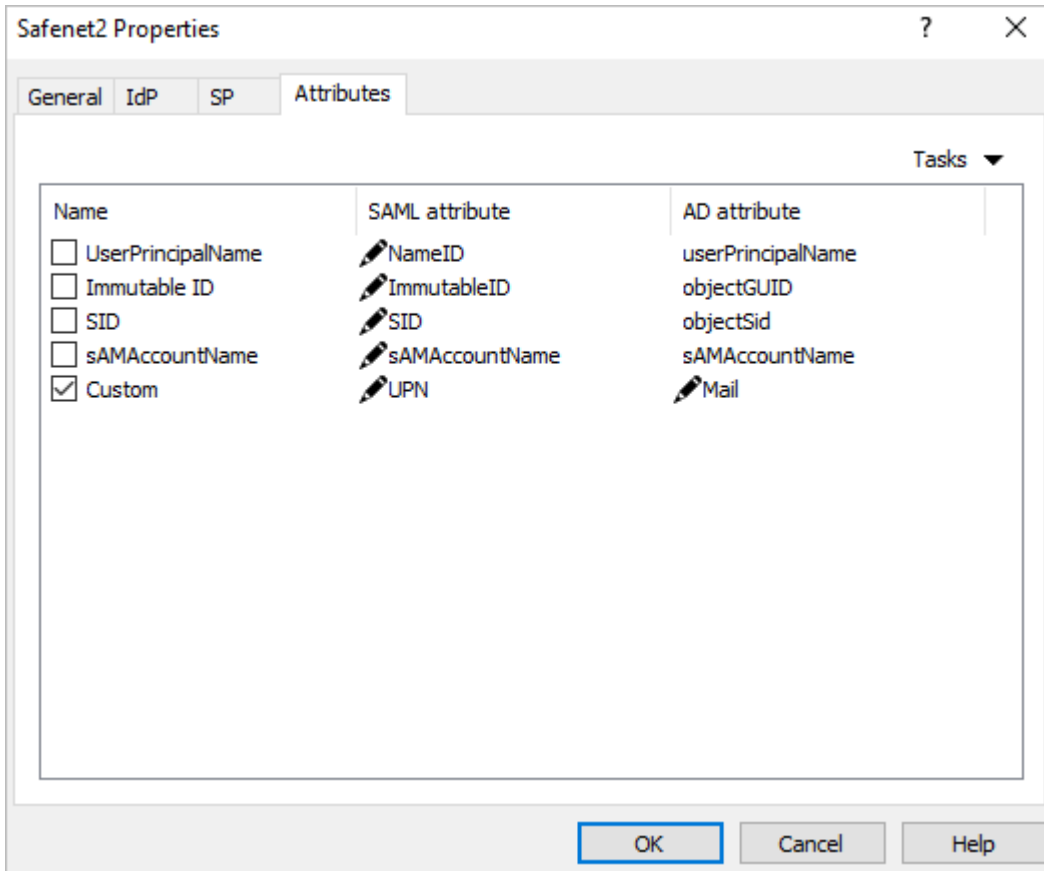 Safenet2 Properties ? ×
General IdP SP Attributes
Tasks
Name SAML attribute AD attribute
UserPrincipalName NameID userPrincipalName
Immutable ID ImmutableID objectGUID
SID SID objectSid
sAMAccountName sAMAccountName sAMAccountName
Custom UPN Mail
OK Cancel Help